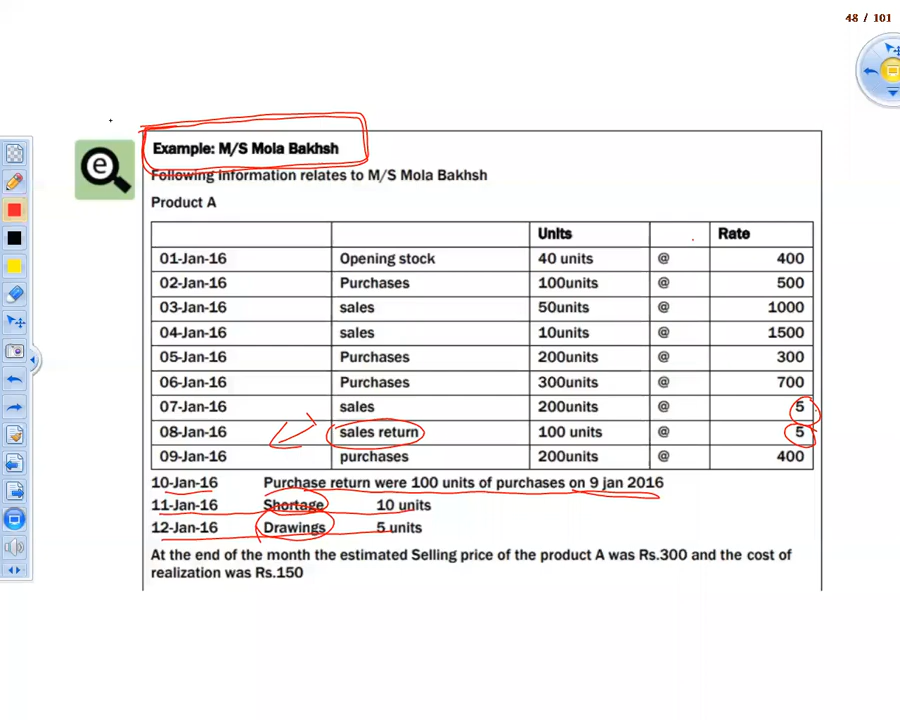 48 / 101
Example: M/S Mola Bakhsh
Following information relates to M/S Mola Bakhsh
Product A
Units Rate
01-Jan-16 Opening stock 40 units @ 400
02-Jan-16 Purchases 100units @ 500
03-Jan-16 sales 50units @ 1000
04-Jan-16 sales 10units @ 1500
05-Jan-16 Purchases 200units @ 300
06-Jan-16 Purchases 300units @ 700
07-Jan-16 sales 200units @ 5
08-Jan-16 sales return 100 units @ 5
09-Jan-16 purchases 200units @ 400
10-Jan-16 Purchase return were 100 units of purchases on 9 jan 2016
11-Jan-16 Shortage 10 units
12-Jan-16 Drawings 5 units
At the end of the month the estimated Selling price of the product A was Rs.300 and the cost of
realization was Rs.150